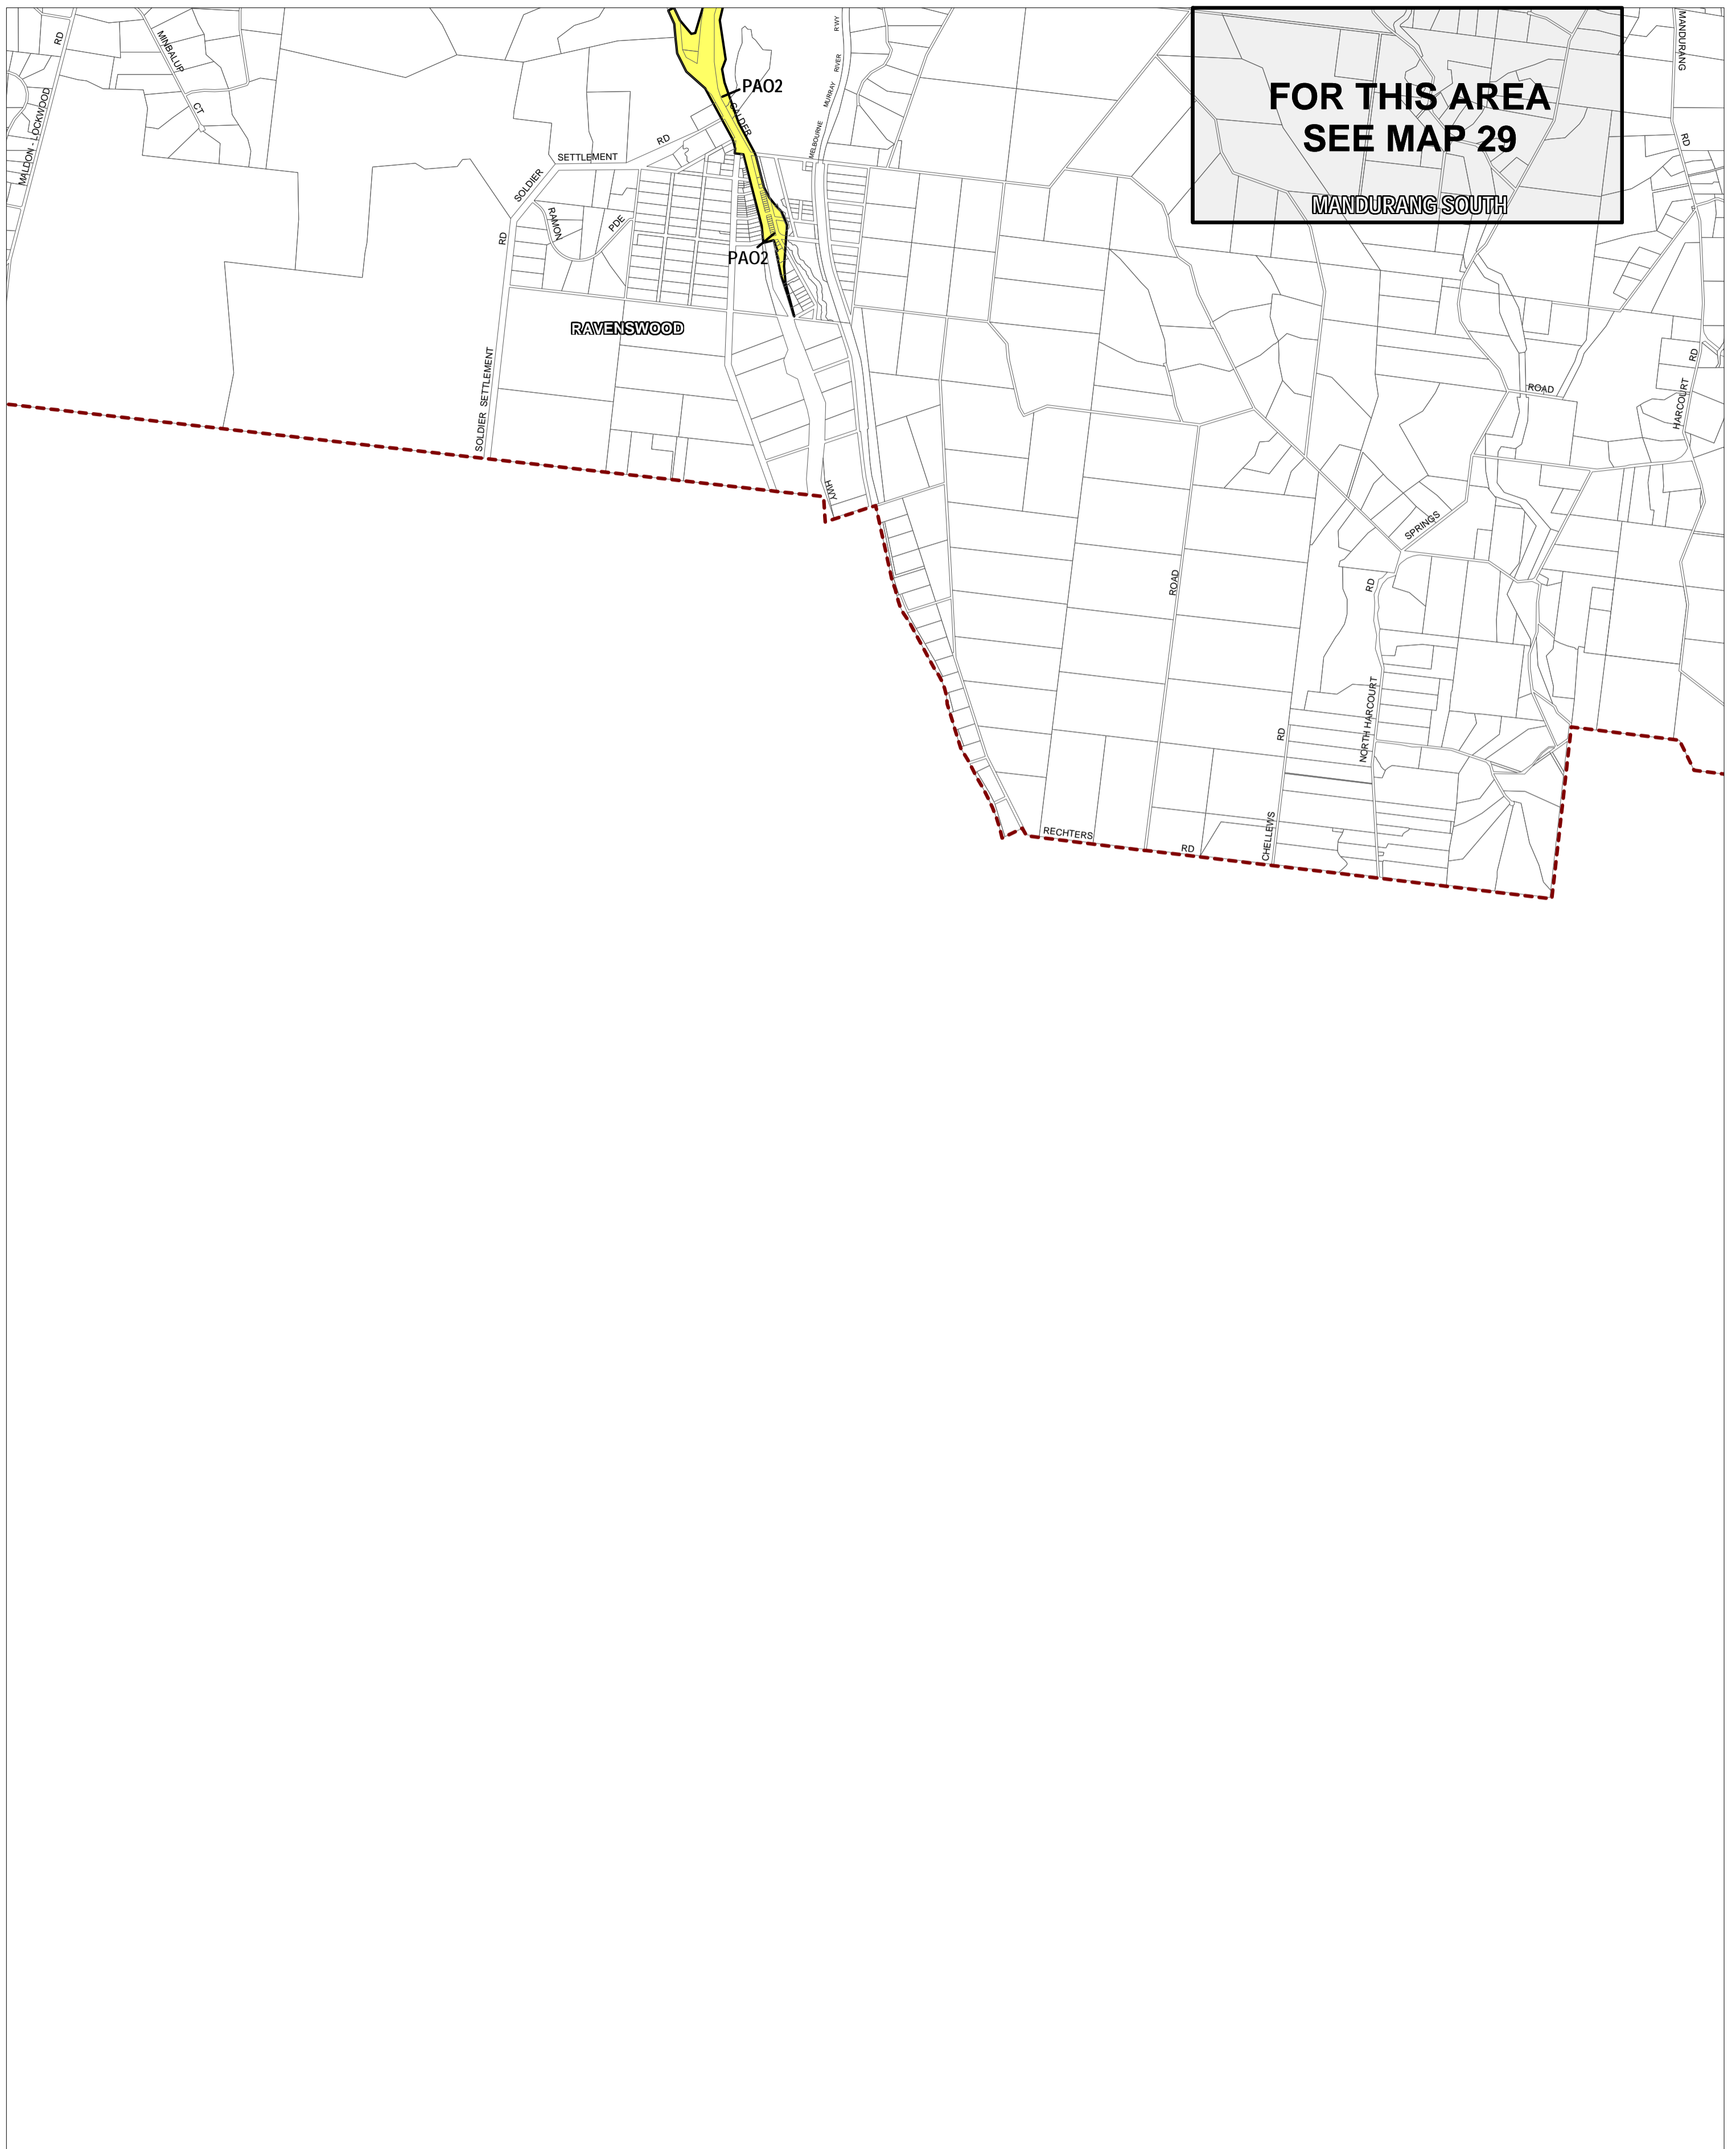 MALDON - LOCKWOOD
RD
MINBALUP
CT
PAO2
CALDER
MELBOURNE
MURRAY
RIVER
RWY
FOR THIS AREA
SEE MAP 29
MANDURANG SOUTH
MANDURANG
RD
SOLDIER
SETTLEMENT
RD
RAMON
PDE
RD
PAO2
RAVENSWOOD
SOLDIER SETTLEMENT
HWY
ROAD
HARCOURT
RD
SPRINGS
RD
ROAD
NORTH HARCOURT
RD
CHELLEWS
RECHTERS
RD